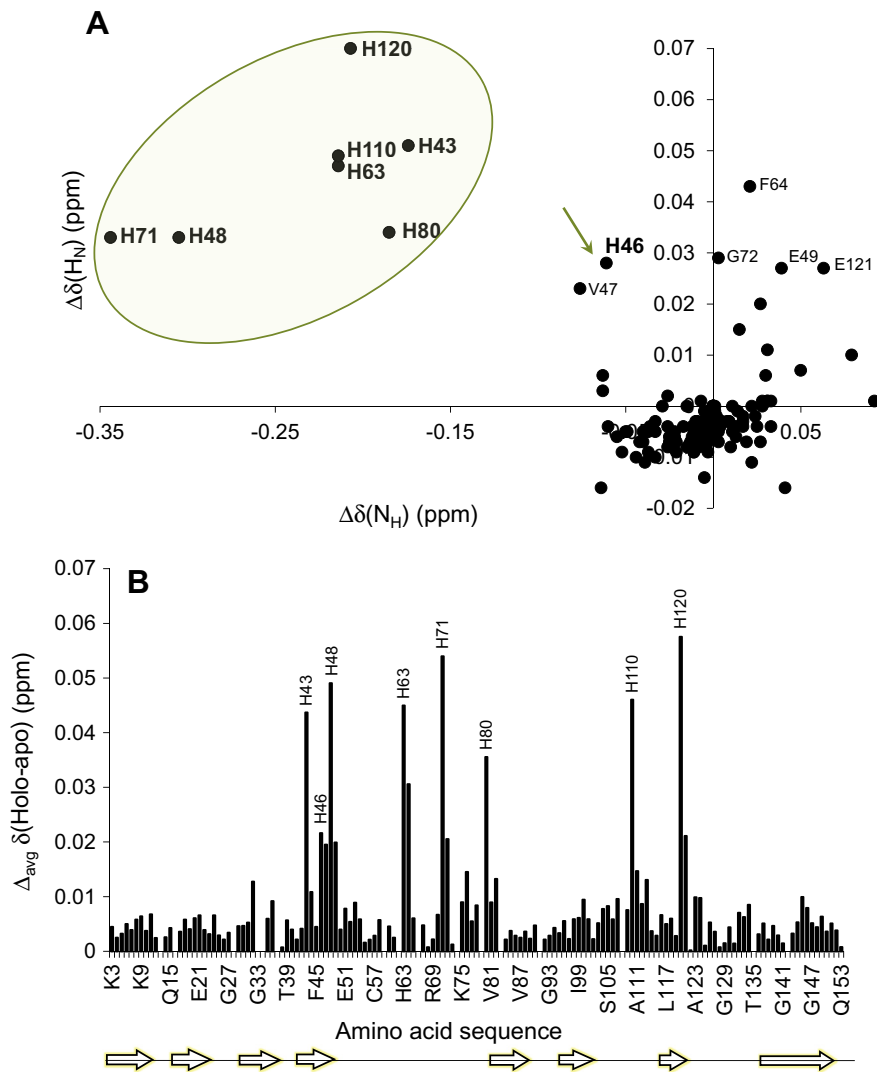 A
0.07
H120
0.06
H110
H43
0.05
H63
F64
0.04
Δδ(H_N) (ppm)
H71
H48
H80
H46
0.03
G72
E49
E121
V47
0.02
0.01
0
-0.35
-0.25
-0.15
0.05
-0.02
Δδ(N_H) (ppm)
B
0.07
0.06
0.05
0.04
0.03
0.02
0.01
0
Δavg δ(Holo-apo) (ppm)
H43
H46
H48
H63
H71
H80
H110
H120
K3
K9
Q15
E21
G27
G33
T39
F45
E51
C57
H63
R69
K75
V81
V87
G93
I99
S105
A111
L117
A123
G129
T135
G141
G147
Q153
Amino acid sequence